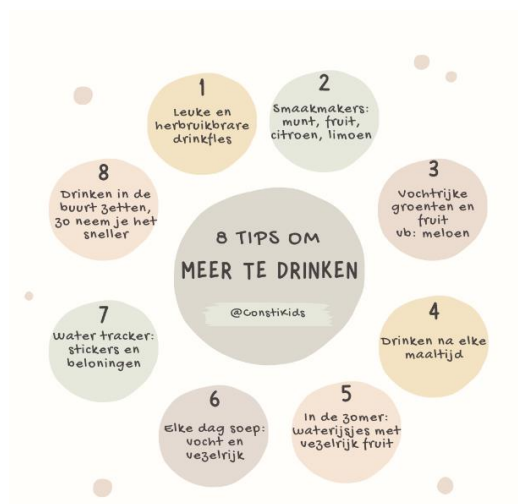 8 TIPS OM
MEER TE DRINKEN
@ConstiKids
1
Leuke en
herbruikbare
drinkfles
2
Smaakmakers:
munt, fruit,
citroen, limoen
3
Vochtrijke
groenten en
fruit
vb: meloen
4
Drinken na elke
maaltijd
5
In de zomer:
waterijsjes met
vezelrijk fruit
6
Elke dag soep:
vocht en
vezelrijk
7
Water tracker:
stickers en
beloningen
8
Drinken in de
buurt zetten,
zo neem je het
sneller